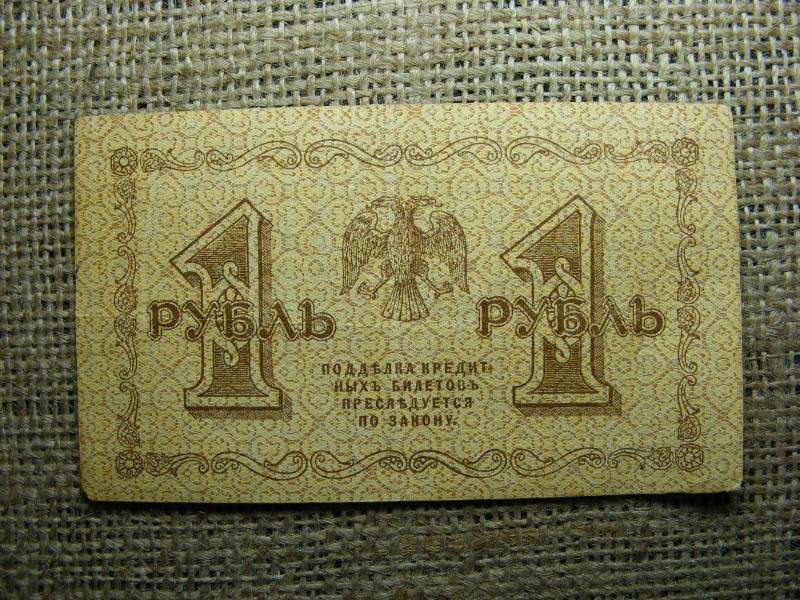 1 1
РУБЛЬ РУБЛЬ
ПОДДѢЛКА КРЕДИТ-
НЫХЪ БИЛЕТОВЪ
ПРЕСЛѢДУЕТСЯ
ПО ЗАКОНУ.